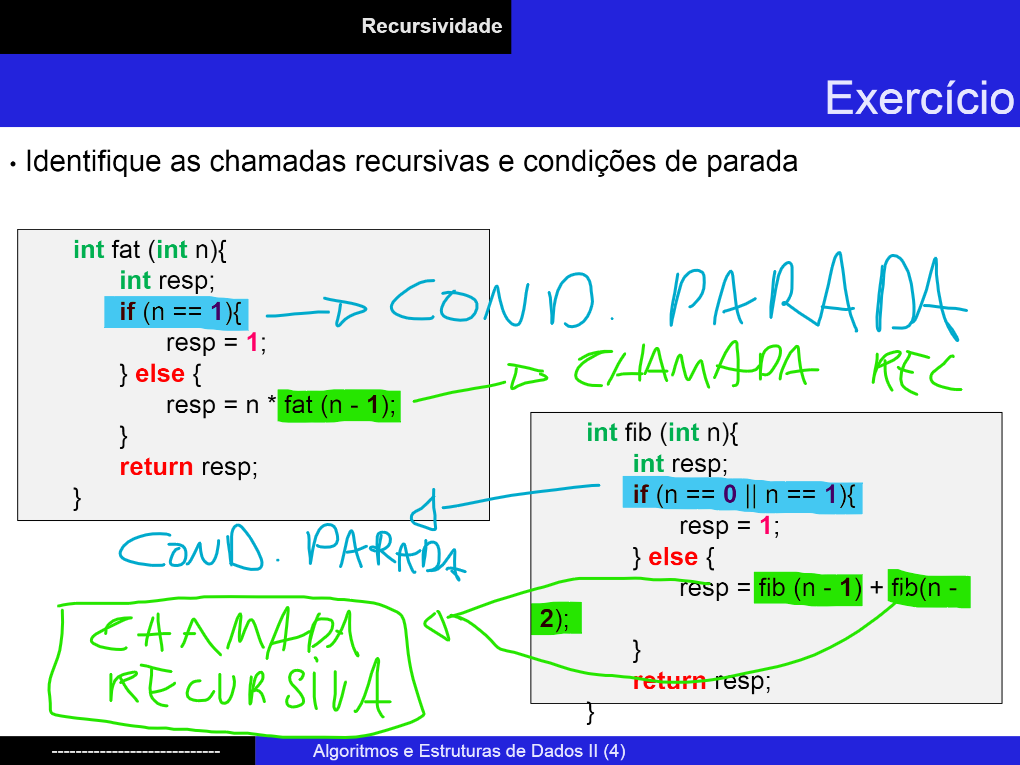 Recursividade
Exercício
• Identifique as chamadas recursivas e condições de parada
int fat (int n){
int resp;
if (n == 1){
resp = 1;
} else {
resp = n * fat (n - 1);
}
return resp;
}
COND. PARADA
CHAMADA REC
int fib (int n){
int resp;
if (n == 0 || n == 1){
resp = 1;
} else {
resp = fib (n - 1) + fib(n -
2);
}
return resp;
}
COND. PARADA
CHAMADA
RECURSIVA
---------------------------- Algoritmos e Estruturas de Dados II (4)